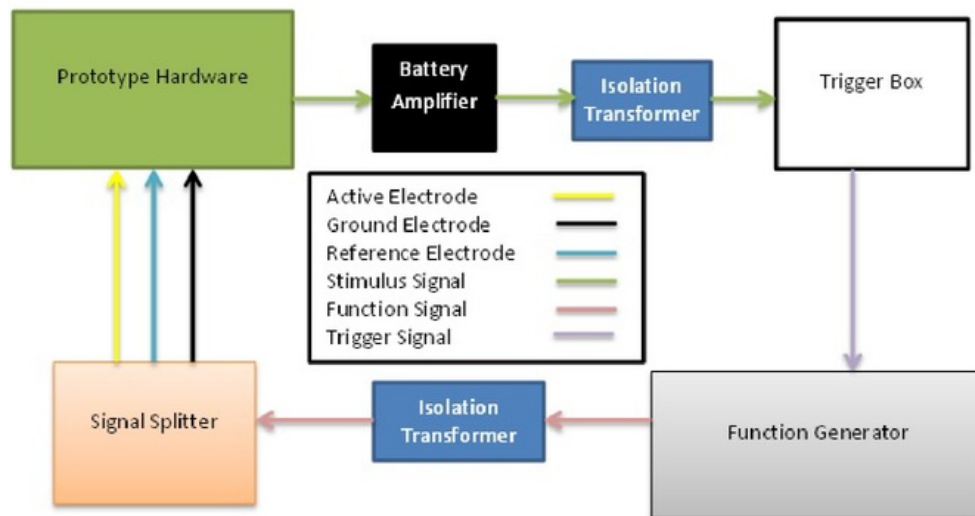 Prototype Hardware
Battery
Amplifier
Isolation
Transformer
Trigger Box
Active Electrode
Ground Electrode
Reference Electrode
Stimulus Signal
Function Signal
Trigger Signal
Signal Splitter
Isolation
Transformer
Function Generator